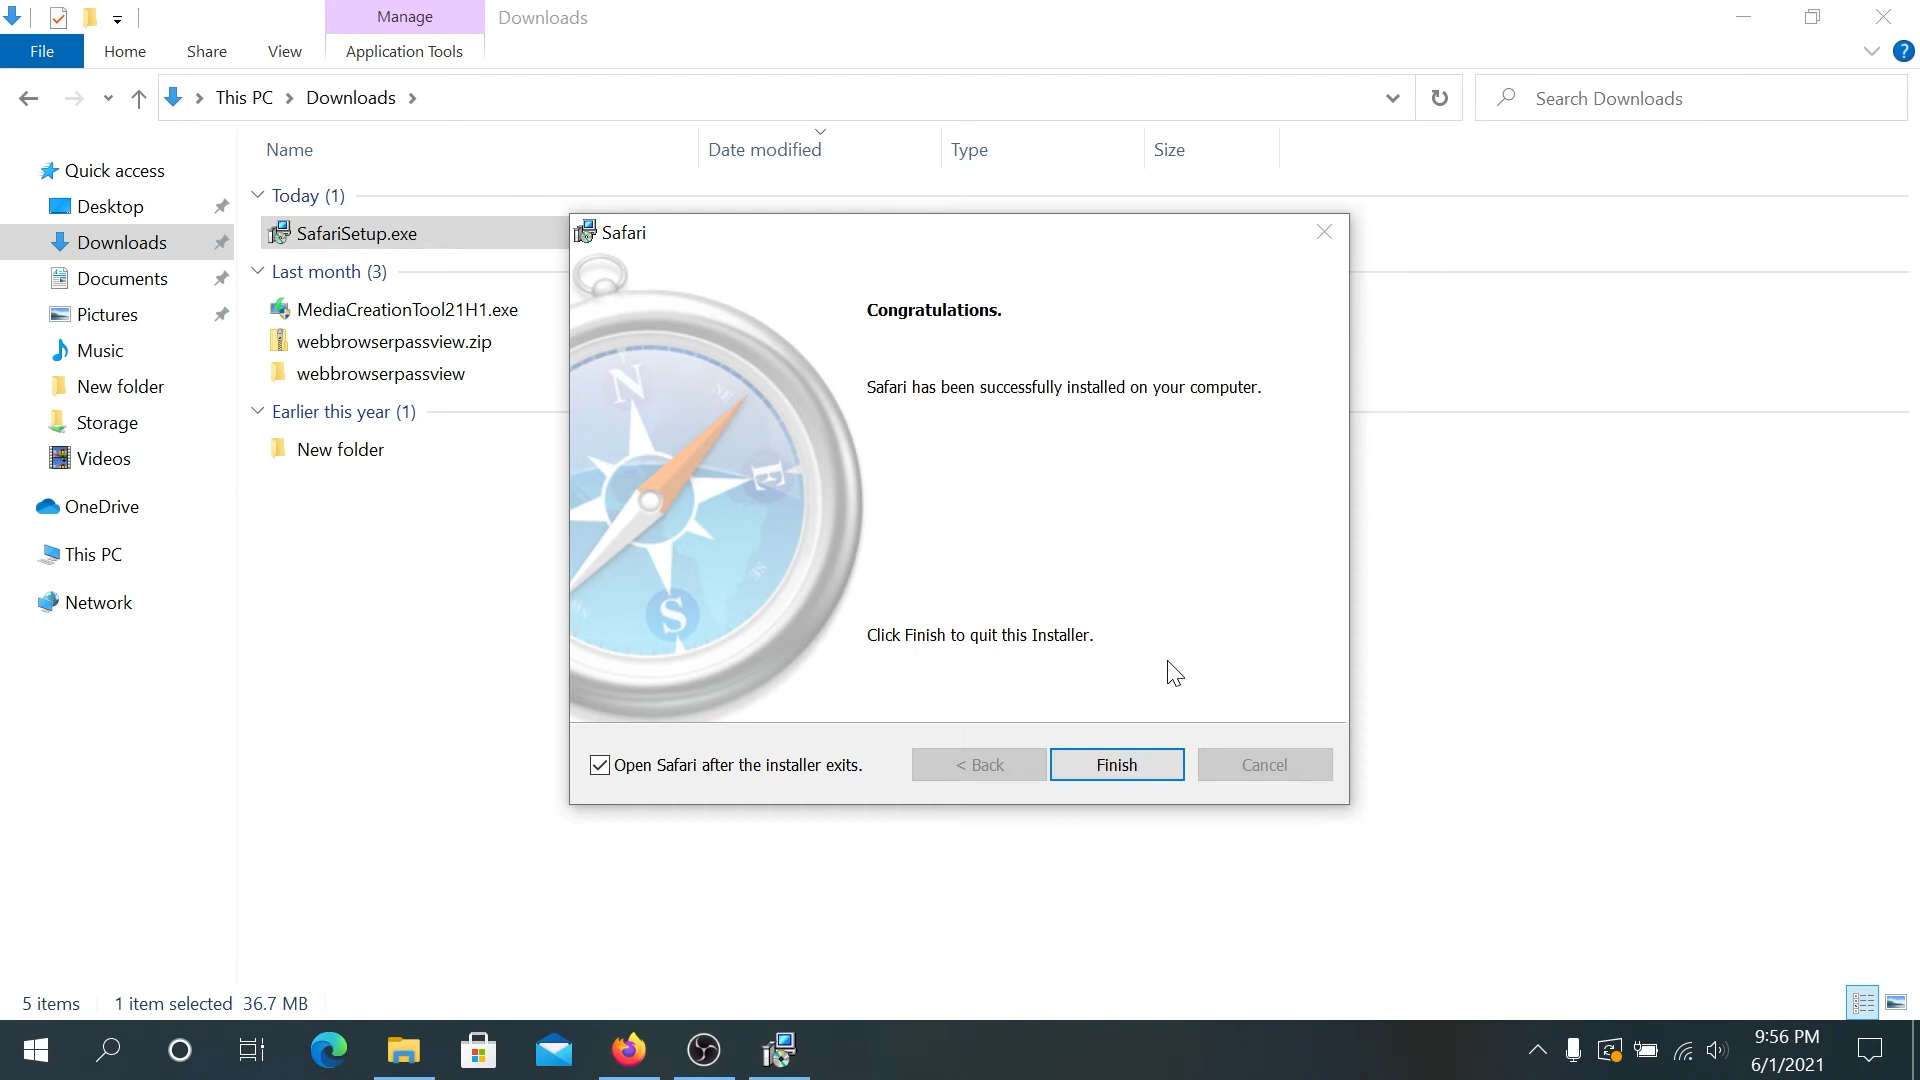 Manage
Downloads
File
Home
Share
View
Application Tools
?
This PC
Downloads
Search Downloads
Name
Date modified
Type
Size
Quick access
Desktop
Downloads
Documents
Pictures
Music
New folder
Storage
Videos
OneDrive
This PC
Network
Today (1)
SafariSetup.exe
Last month (3)
MediaCreationTool21H1.exe
webbrowserpassview.zip
webbrowserpassview
Earlier this year (1)
New folder
Safari
N
NE
E
SE
S
Congratulations.
Safari has been successfully installed on your computer.
Click Finish to quit this Installer.
Open Safari after the installer exits.
< Back
Finish
Cancel
5 items
1 item selected 36.7 MB
9:56 PM
6/1/2021